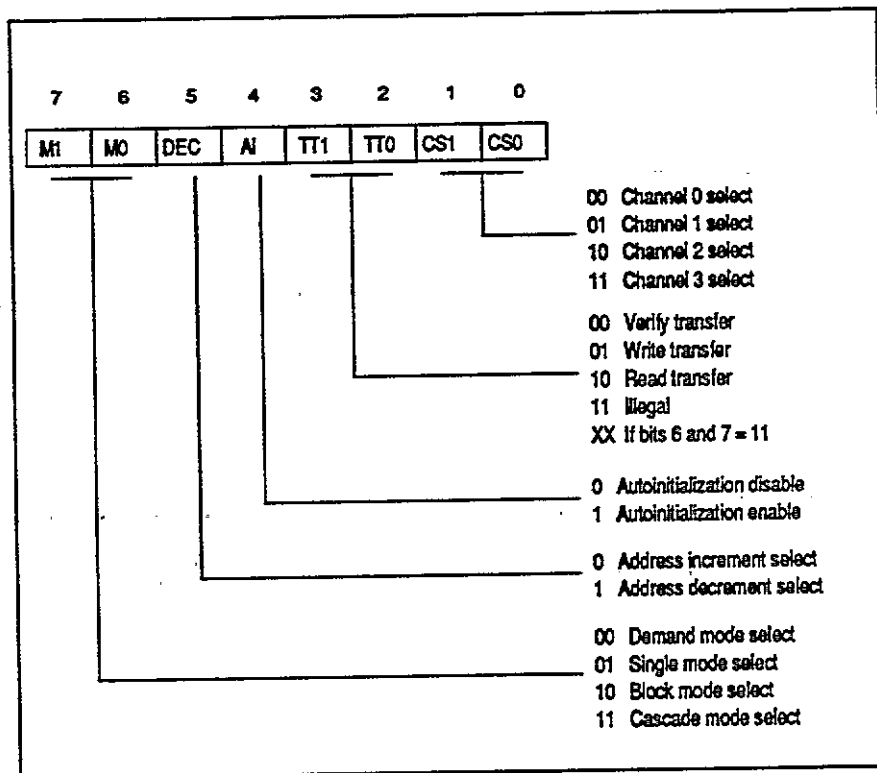 7 6 5 4 3 2 1 0
M1 M0 DEC AI TT1 TT0 CS1 CS0
00 Channel 0 select
01 Channel 1 select
10 Channel 2 select
11 Channel 3 select
00 Verify transfer
01 Write transfer
10 Read transfer
11 Illegal
XX If bits 6 and 7 = 11
0 Autoinitialization disable
1 Autoinitialization enable
0 Address increment select
1 Address decrement select
00 Demand mode select
01 Single mode select
10 Block mode select
11 Cascade mode select